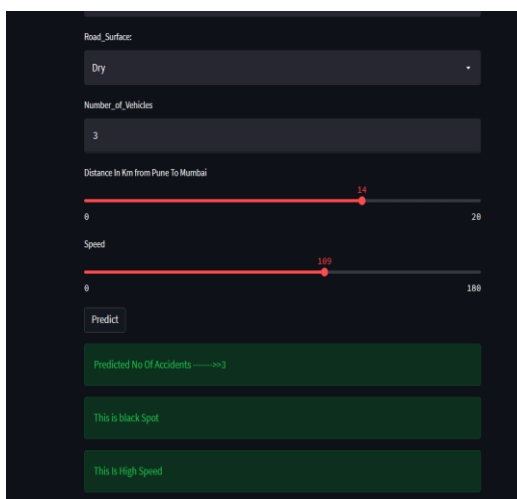 Road_Surface:
Dry
Number_of_Vehicles
3
Distance In Km from Pune To Mumbai
14
0 20
Speed
109
0 180
Predict
Predicted No Of Accidents ------>>3
This is black Spot
This Is High Speed